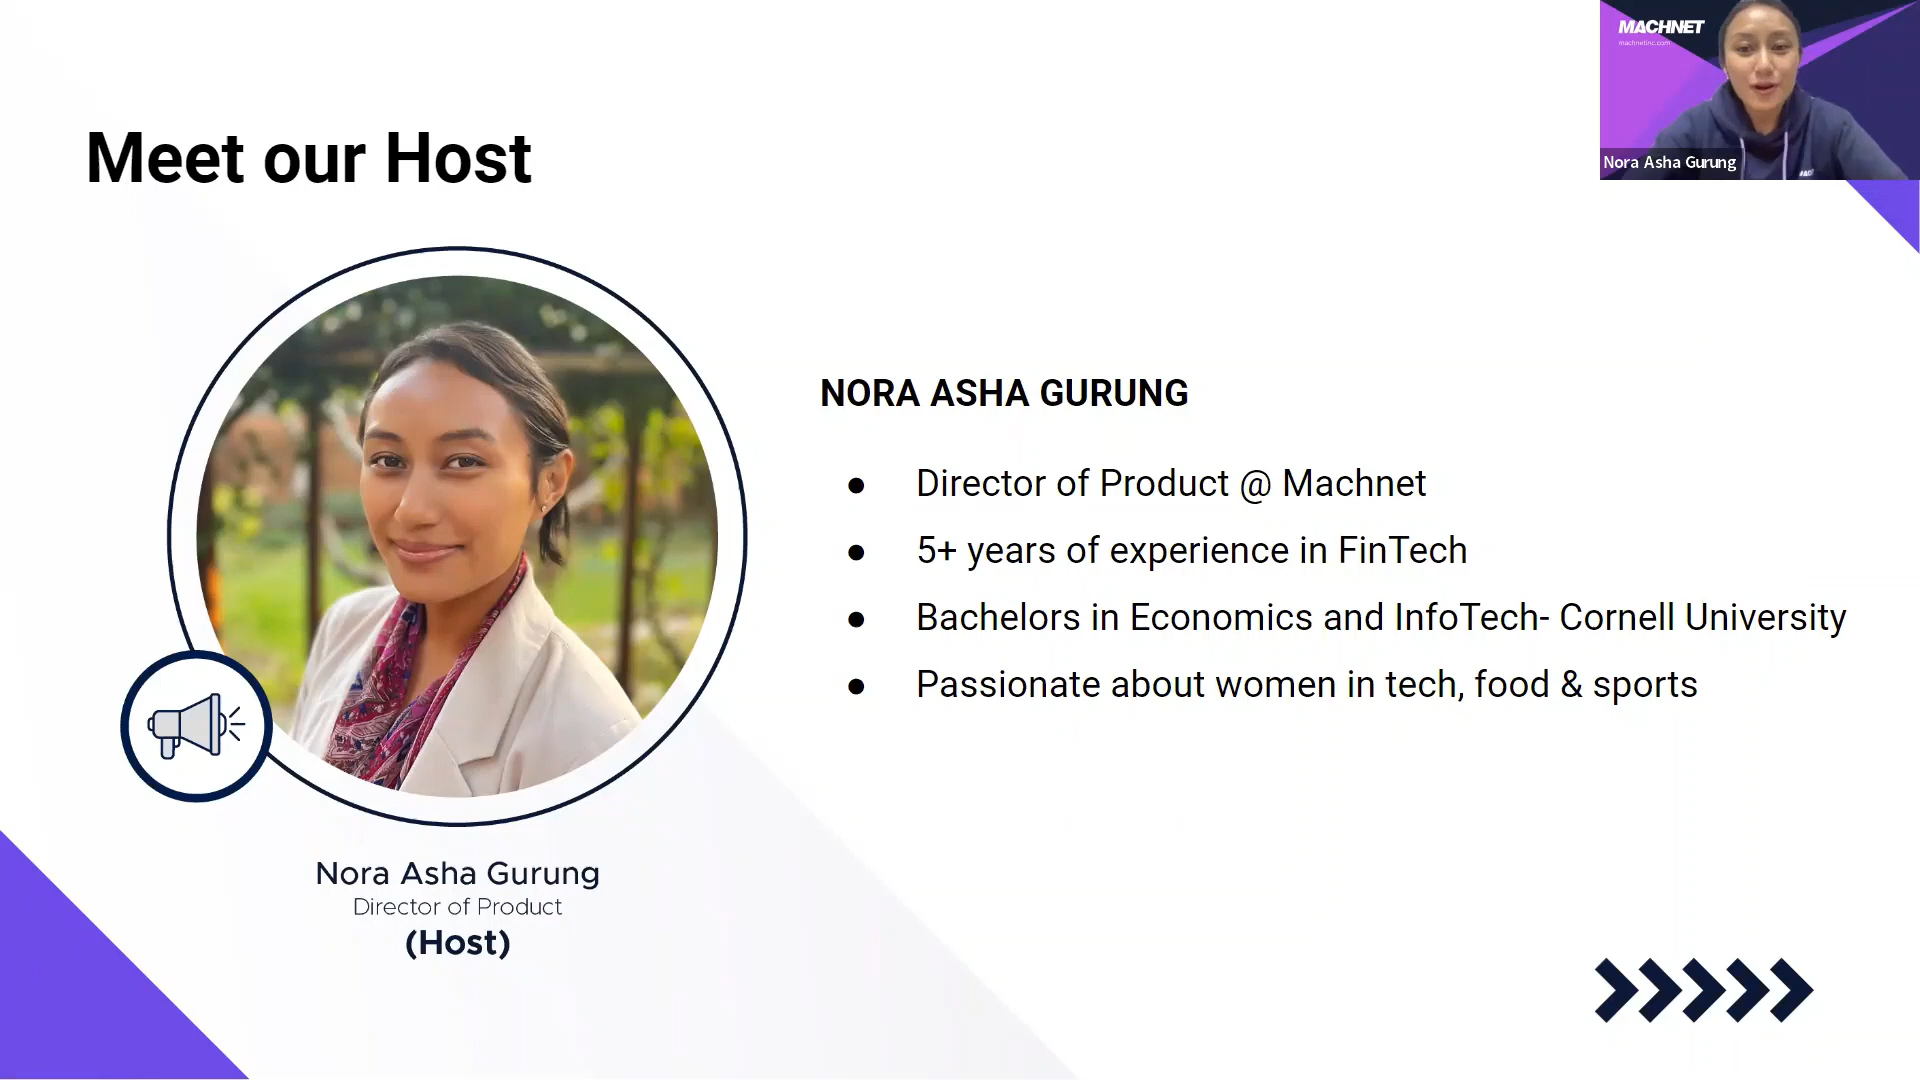 MACHNET
machnetinc.com
Nora Asha Gurung
Meet our Host
NORA ASHA GURUNG
● Director of Product @ Machnet
● 5+ years of experience in FinTech
● Bachelors in Economics and InfoTech- Cornell University
● Passionate about women in tech, food & sports
Nora Asha Gurung
Director of Product
(Host)